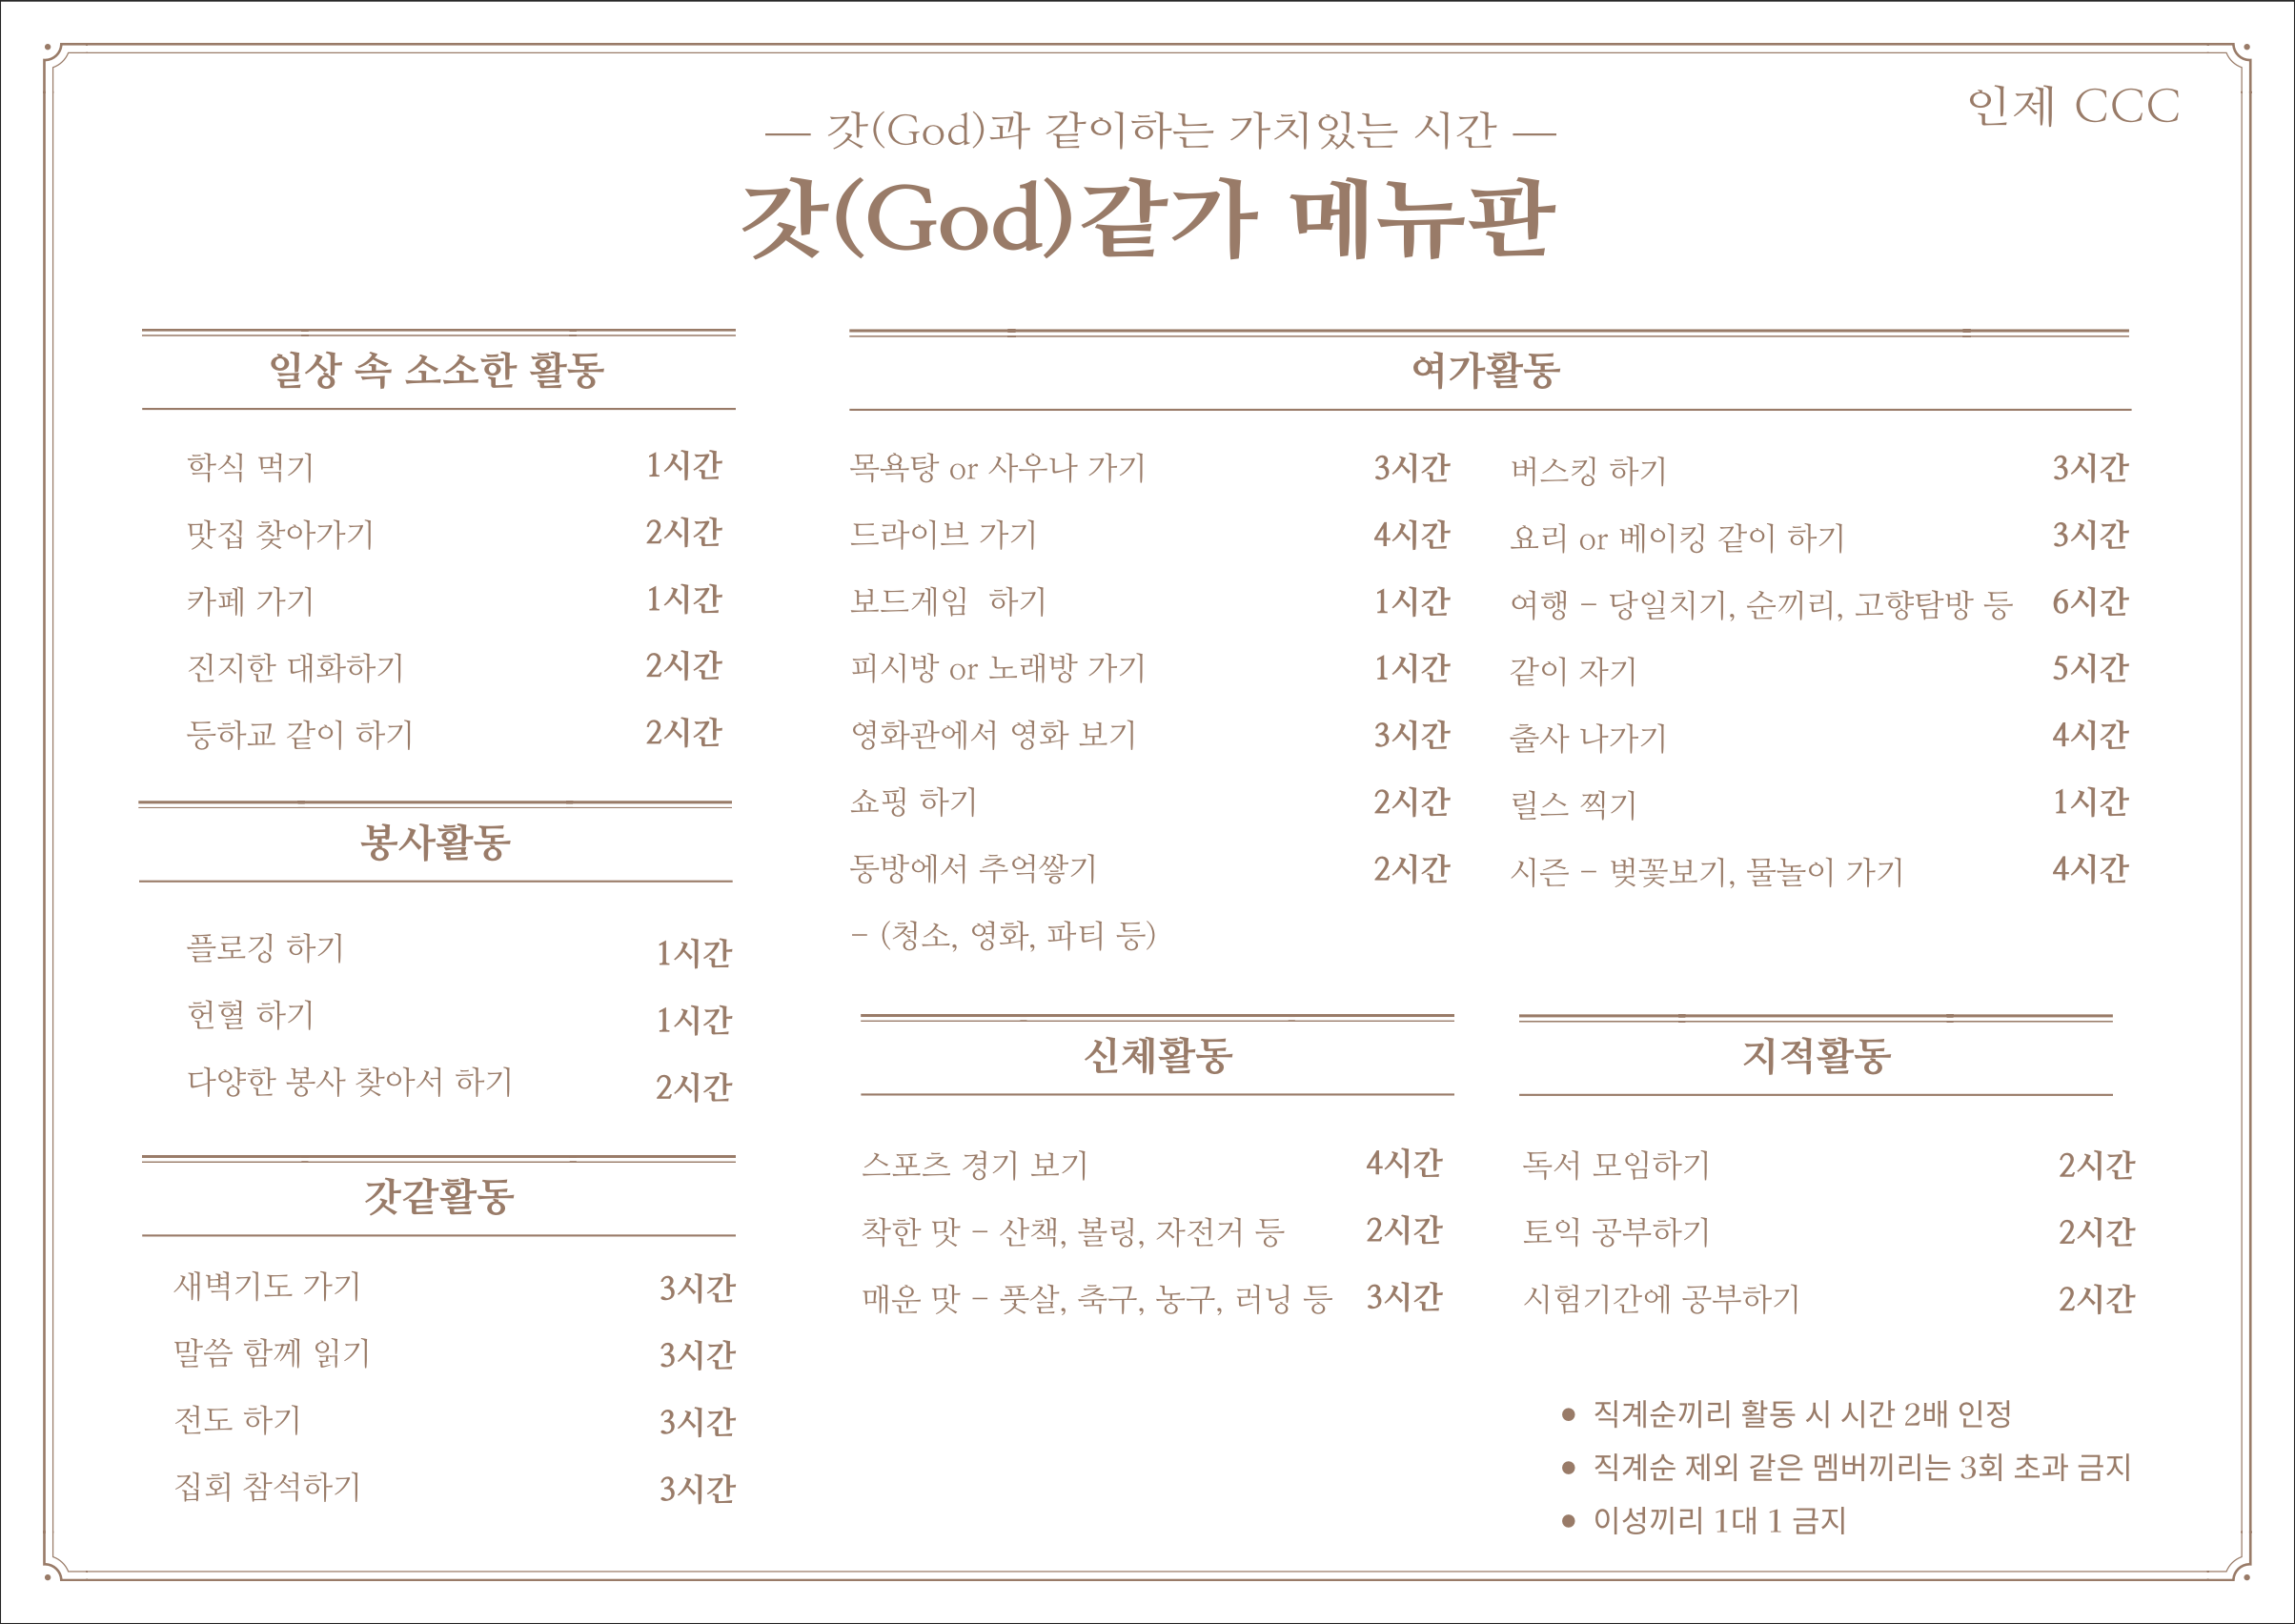 인제 CCC
— 갓(God)과 같이하는 가치있는 시간 —
갓(God)같가 메뉴판
일상 속 소소한 활동
학식 먹기 1시간
맛집 찾아가기 2시간
카페 가기 1시간
진지한 대화하기 2시간
등하교 같이 하기 2시간
봉사활동
플로깅 하기 1시간
헌혈 하기 1시간
다양한 봉사 찾아서 하기 2시간
갓같활동
새벽기도 가기 3시간
말씀 함께 읽기 3시간
전도 하기 3시간
집회 참석하기 3시간
여가활동
목욕탕 or 사우나 가기 3시간
드라이브 가기 4시간
보드게임 하기 1시간
피시방 or 노래방 가기 1시간
영화관에서 영화 보기 3시간
쇼핑 하기 2시간
동방에서 추억쌓기 2시간
- (청소, 영화, 파티 등)
버스킹 하기 3시간
요리 or 베이킹 같이 하기 3시간
여행 - 당일치기, 순끼리, 고향탐방 등 6시간
같이 자기 5시간
출사 나가기 4시간
릴스 찍기 1시간
시즌 - 벚꽃보기, 물놀이 가기 4시간
신체활동
스포츠 경기 보기 4시간
착한 맛 - 산책, 볼링, 자전거 등 2시간
매운 맛 - 풋살, 축구, 농구, 러닝 등 3시간
지적활동
독서 모임하기 2시간
토익 공부하기 2시간
시험기간에 공부하기 2시간
● 직계순끼리 활동 시 시간 2배 인정
● 직계순 제외 같은 멤버끼리는 3회 초과 금지
● 이성끼리 1대 1 금지